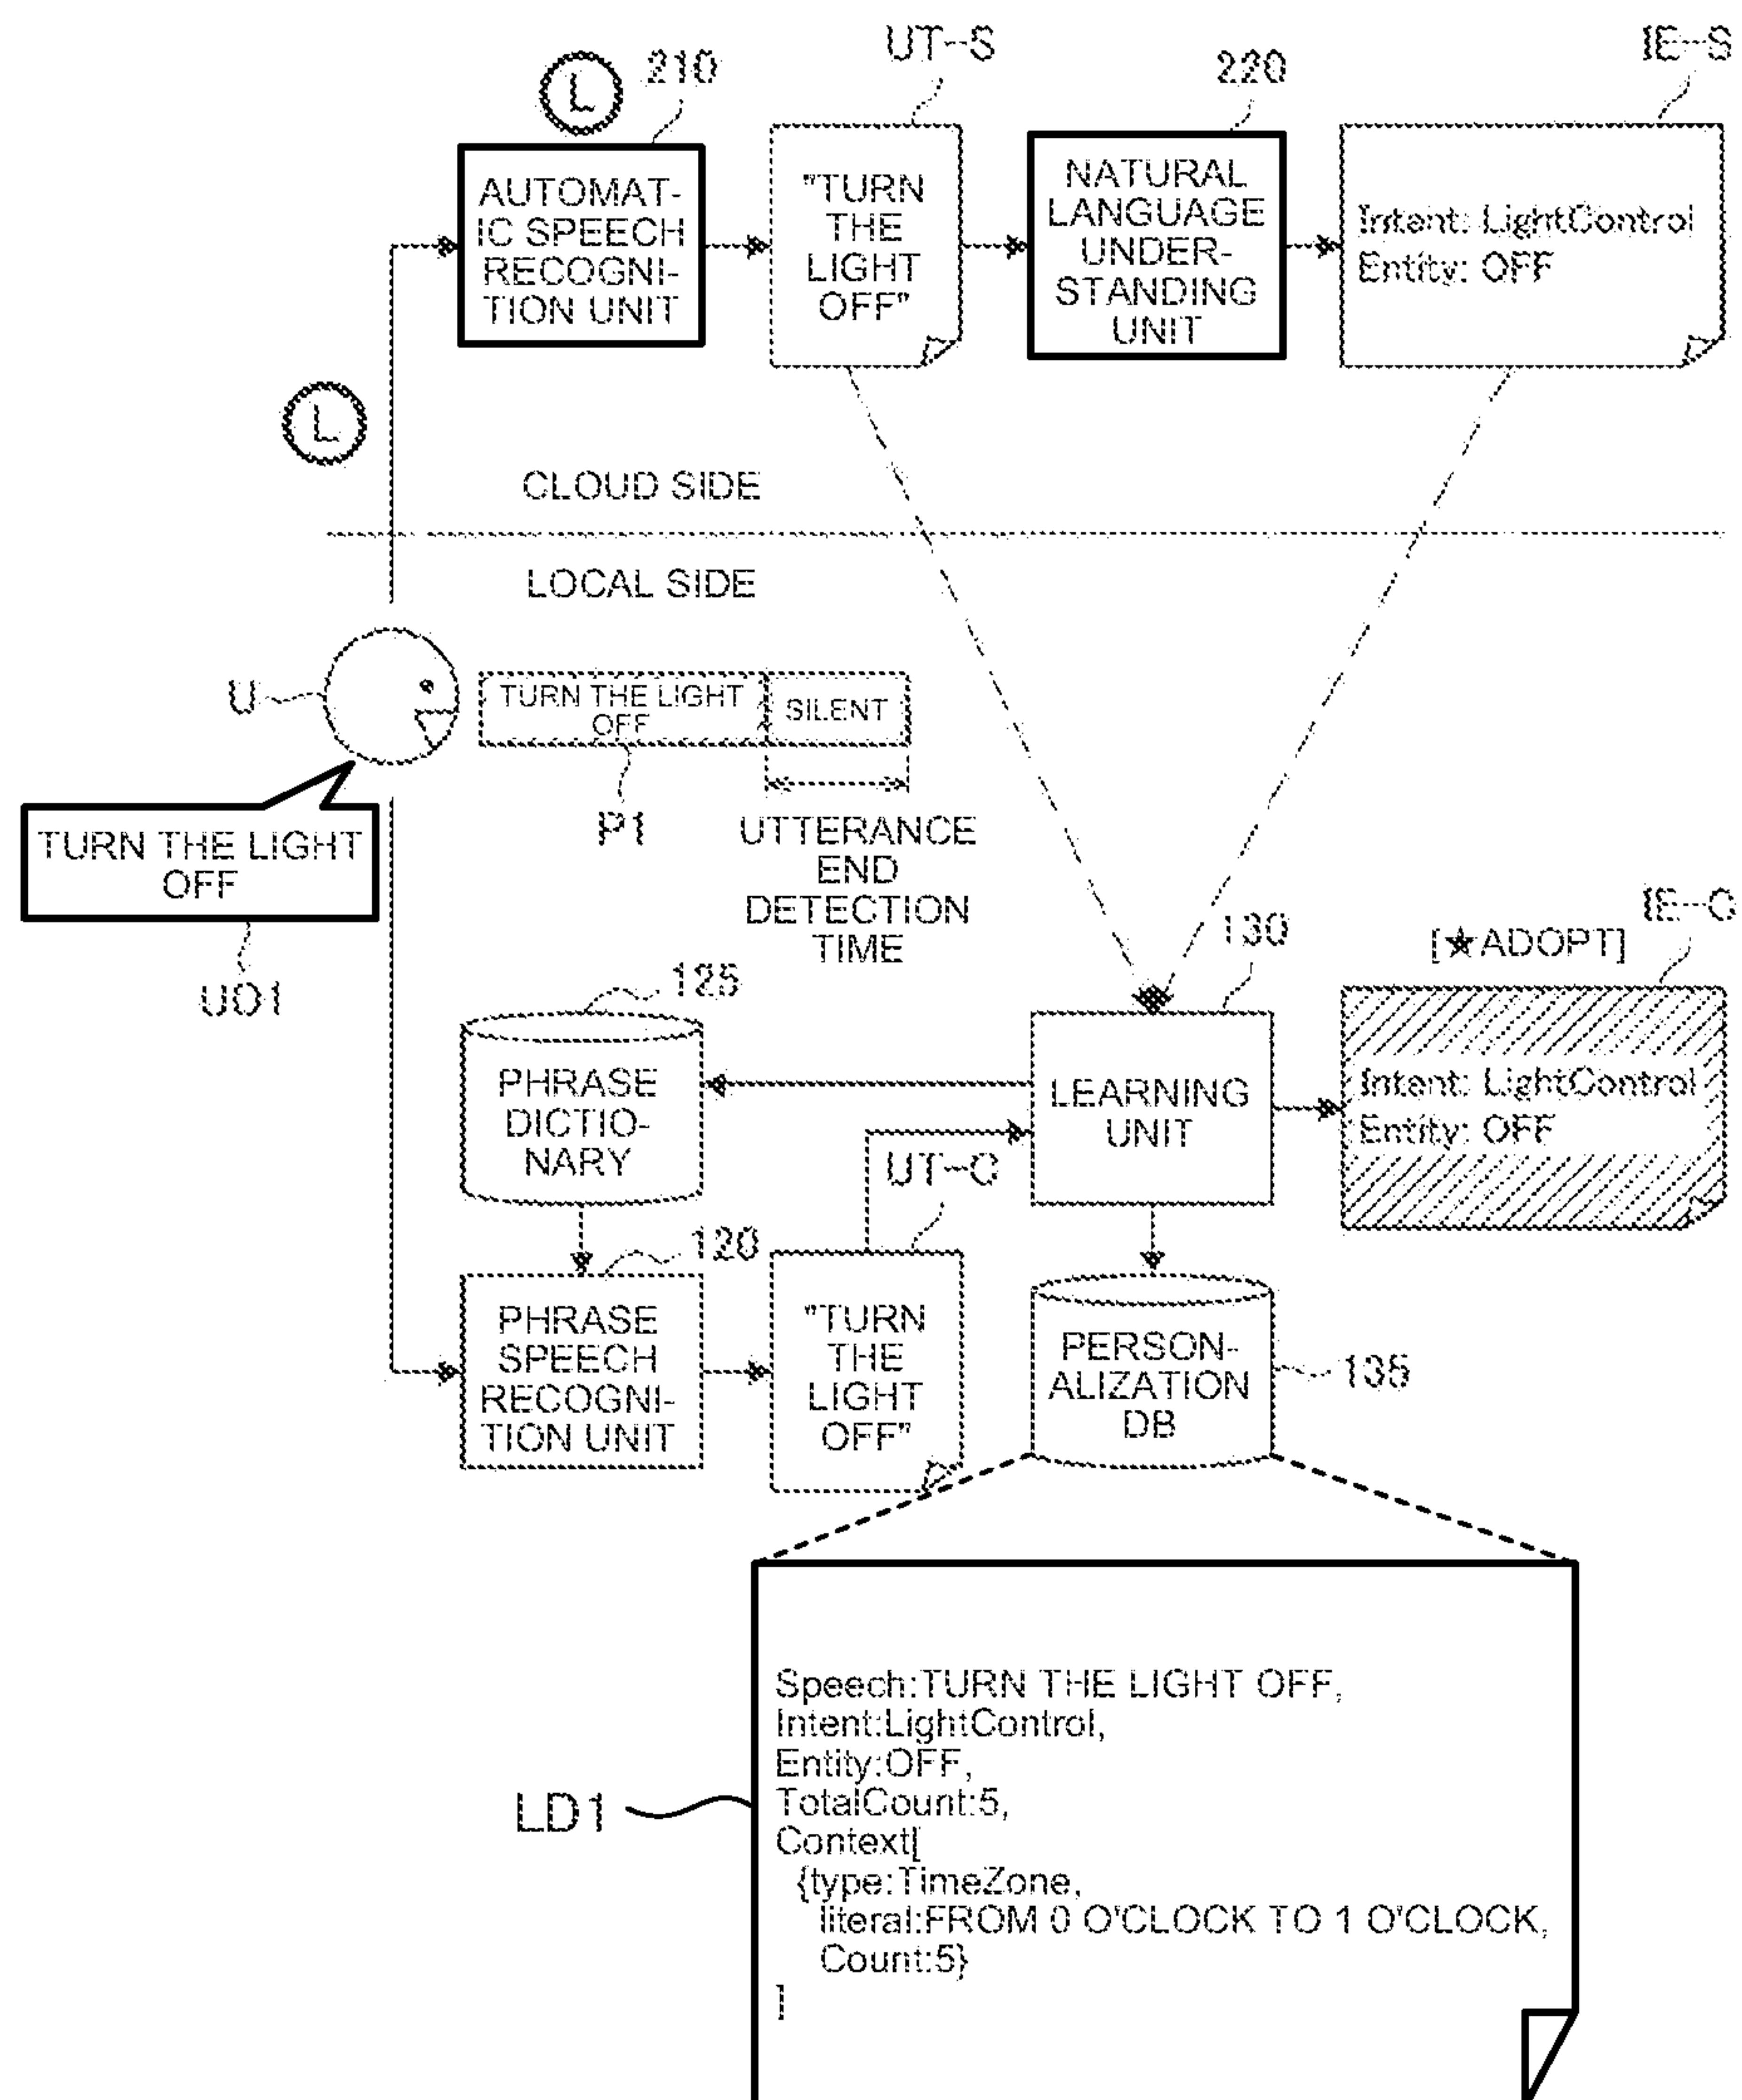 UT-S
IE-S
L
210
220
AUTOMAT-
IC SPEECH
RECOGNI-
TION UNIT
"TURN
THE
LIGHT
OFF"
NATURAL
LANGUAGE
UNDER-
STANDING
UNIT
Intent: LightControl
Entity: OFF
L
CLOUD SIDE
LOCAL SIDE
U
TURN THE LIGHT
OFF
SILENT
P1
UTTERANCE
END
DETECTION
TIME
TURN THE LIGHT
OFF
UO1
IE-C
[★ADOPT]
130
125
PHRASE
DICTIO-
NARY
LEARNING
UNIT
Intent: LightControl
Entity: OFF
UT-C
120
PHRASE
SPEECH
RECOGNI-
TION UNIT
"TURN
THE
LIGHT
OFF"
PERSON-
ALIZATION
DB
135
LD1
Speech:TURN THE LIGHT OFF,
Intent:LightControl,
Entity:OFF,
TotalCount:5,
Context[
{type:TimeZone,
literal:FROM 0 O'CLOCK TO 1 O'CLOCK,
Count:5}
]